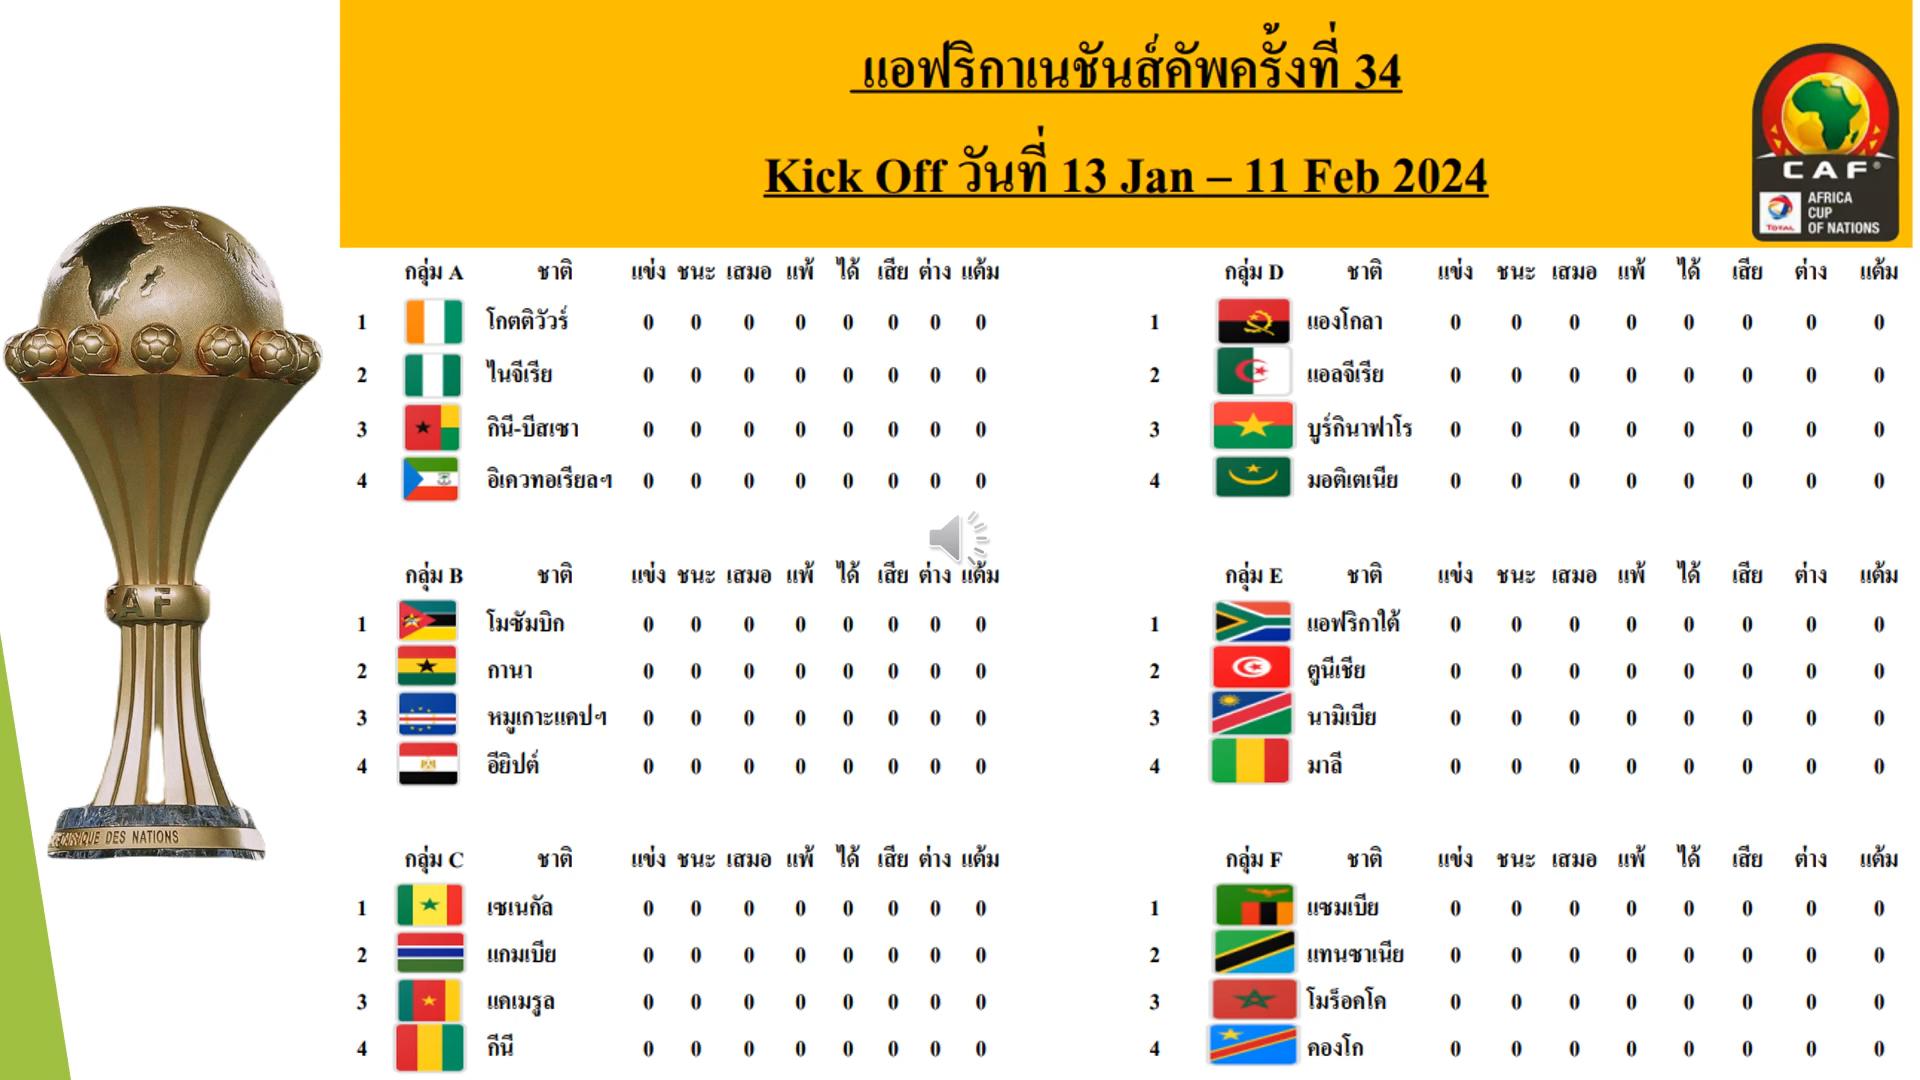 แอฟริกาเนชันส์คัพครั้งที่ 34
Kick Off วันที่ 13 Jan – 11 Feb 2024
CAF
TOTAL
AFRICA
CUP
OF NATIONS
กลุ่ม A ชาติ แข่ง ชนะ เสมอ แพ้ ได้ เสีย ต่าง แต้ม
1 โกตติวัวร์ 0 0 0 0 0 0 0 0
2 ไนจีเรีย 0 0 0 0 0 0 0 0
3 กินี-บีสเซา 0 0 0 0 0 0 0 0
4 อิเควทอเรียลฯ 0 0 0 0 0 0 0 0
กลุ่ม B ชาติ แข่ง ชนะ เสมอ แพ้ ได้ เสีย ต่าง แต้ม
1 โมซัมบิก 0 0 0 0 0 0 0 0
2 กานา 0 0 0 0 0 0 0 0
3 หมูเกาะแคปฯ 0 0 0 0 0 0 0 0
4 อียิปต์ 0 0 0 0 0 0 0 0
กลุ่ม C ชาติ แข่ง ชนะ เสมอ แพ้ ได้ เสีย ต่าง แต้ม
1 เซเนกัล 0 0 0 0 0 0 0 0
2 แกมเบีย 0 0 0 0 0 0 0 0
3 แคเมรูล 0 0 0 0 0 0 0 0
4 กีนี 0 0 0 0 0 0 0 0
กลุ่ม D ชาติ แข่ง ชนะ เสมอ แพ้ ได้ เสีย ต่าง แต้ม
1 แองโกลา 0 0 0 0 0 0 0 0
2 แอลจีเรีย 0 0 0 0 0 0 0 0
3 บูร์กินาฟาโร 0 0 0 0 0 0 0 0
4 มอติเตเนีย 0 0 0 0 0 0 0 0
กลุ่ม E ชาติ แข่ง ชนะ เสมอ แพ้ ได้ เสีย ต่าง แต้ม
1 แอฟริกาใต้ 0 0 0 0 0 0 0 0
2 ตูนีเซีย 0 0 0 0 0 0 0 0
3 นามิเบีย 0 0 0 0 0 0 0 0
4 มาลี 0 0 0 0 0 0 0 0
กลุ่ม F ชาติ แข่ง ชนะ เสมอ แพ้ ได้ เสีย ต่าง แต้ม
1 แซมเบีย 0 0 0 0 0 0 0 0
2 แทนซาเนีย 0 0 0 0 0 0 0 0
3 โมร็อคโค 0 0 0 0 0 0 0 0
4 คองโก 0 0 0 0 0 0 0 0
CAF
DES NATIONS